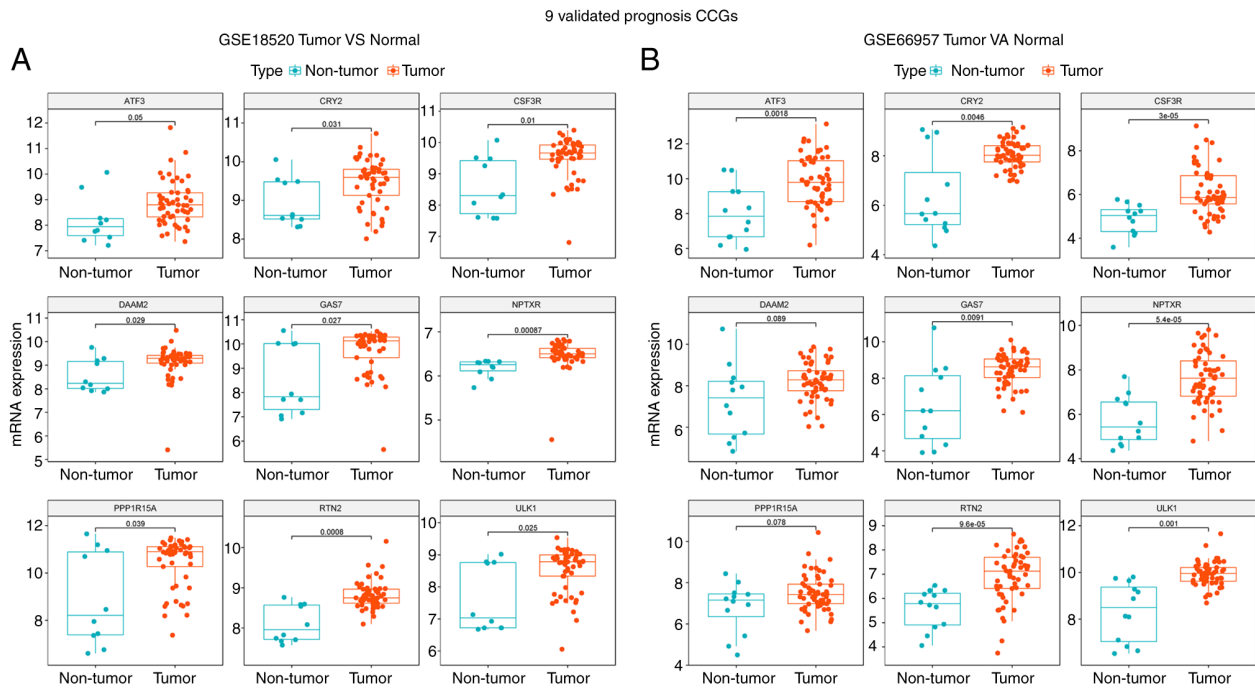 9 validated prognosis CCGs
GSE18520 Tumor VS Normal
GSE66957 Tumor VA Normal
A
B
Type Non-tumor Tumor
Type Non-tumor Tumor
mRNA expression
ATF3
0.05
12
11
10
9
8
7
Non-tumor Tumor
CRY2
0.031
11
10
9
8
Non-tumor Tumor
CSF3R
0.01
11
10
9
8
7
Non-tumor Tumor
DAAM2
0.029
11
10
9
8
7
6
5
Non-tumor Tumor
GAS7
0.027
11
10
9
8
7
6
Non-tumor Tumor
NPTXR
0.00087
7
6
5
Non-tumor Tumor
PPP1R15A
0.039
12
10
8
Non-tumor Tumor
RTN2
0.0008
10
9
8
Non-tumor Tumor
ULK1
0.025
10
9
8
7
6
Non-tumor Tumor
mRNA expression
ATF3
0.0018
12
10
8
6
Non-tumor Tumor
CRY2
0.0046
8
6
4
Non-tumor Tumor
CSF3R
3e-05
8
6
4
Non-tumor Tumor
DAAM2
0.089
10
8
6
Non-tumor Tumor
GAS7
0.0091
10
8
6
4
Non-tumor Tumor
NPTXR
5.4e-05
10
8
6
4
Non-tumor Tumor
PPP1R15A
0.078
10
8
6
4
Non-tumor Tumor
RTN2
9.6e-05
9
8
7
6
5
4
Non-tumor Tumor
ULK1
0.001
12
10
8
Non-tumor Tumor